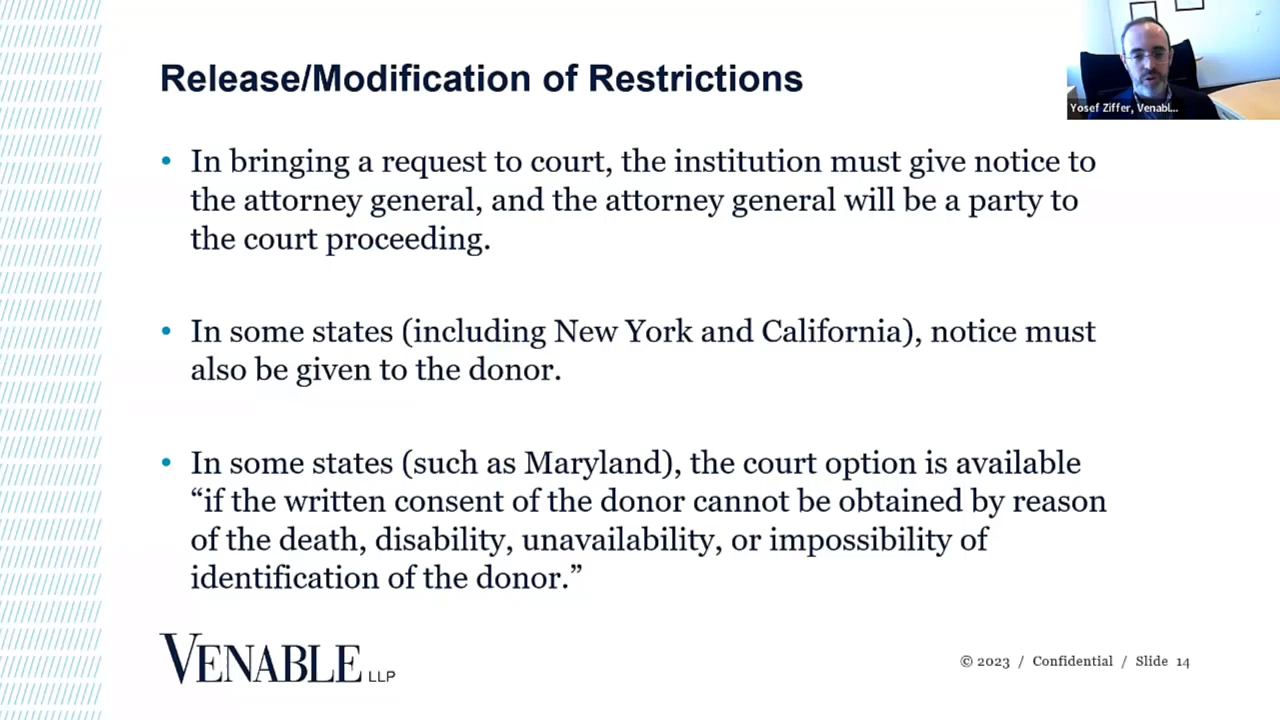 Release/Modification of Restrictions
Yosef Ziffer, Venabl...
• In bringing a request to court, the institution must give notice to
the attorney general, and the attorney general will be a party to
the court proceeding.
• In some states (including New York and California), notice must
also be given to the donor.
• In some states (such as Maryland), the court option is available
“if the written consent of the donor cannot be obtained by reason
of the death, disability, unavailability, or impossibility of
identification of the donor.”
VENABLE LLP
© 2023 / Confidential / Slide 14